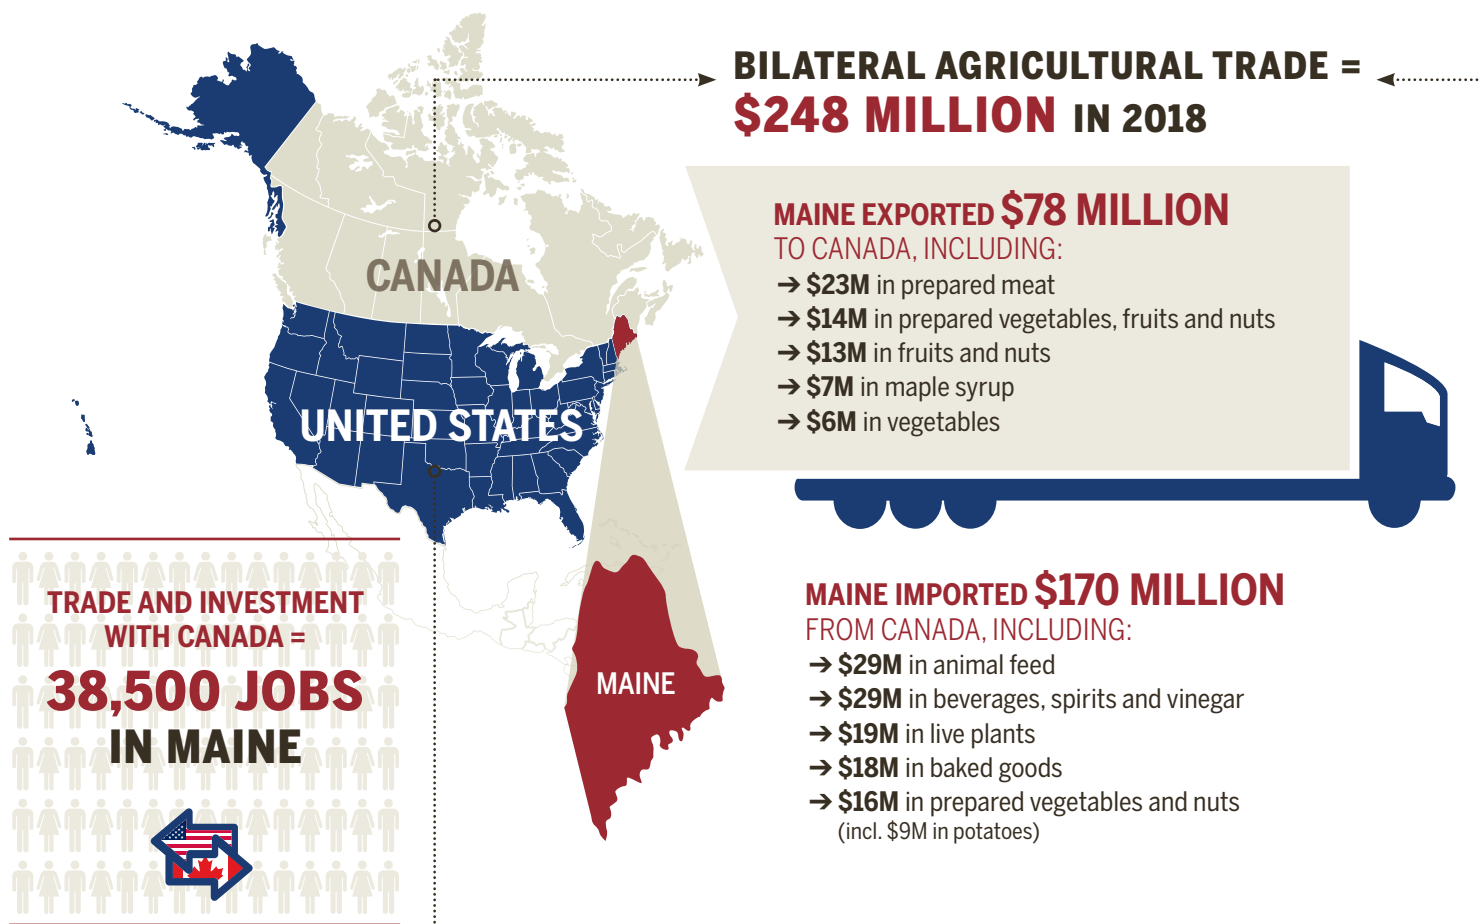 BILATERAL AGRICULTURAL TRADE =
$248 MILLION IN 2018
MAINE EXPORTED $78 MILLION
TO CANADA, INCLUDING:
➔ $23M in prepared meat
➔ $14M in prepared vegetables, fruits and nuts
➔ $13M in fruits and nuts
➔ $7M in maple syrup
➔ $6M in vegetables
CANADA
UNITED STATES
MAINE
MAINE IMPORTED $170 MILLION
FROM CANADA, INCLUDING:
➔ $29M in animal feed
➔ $29M in beverages, spirits and vinegar
➔ $19M in live plants
➔ $18M in baked goods
➔ $16M in prepared vegetables and nuts
(incl. $9M in potatoes)
TRADE AND INVESTMENT
WITH CANADA =
38,500 JOBS
IN MAINE